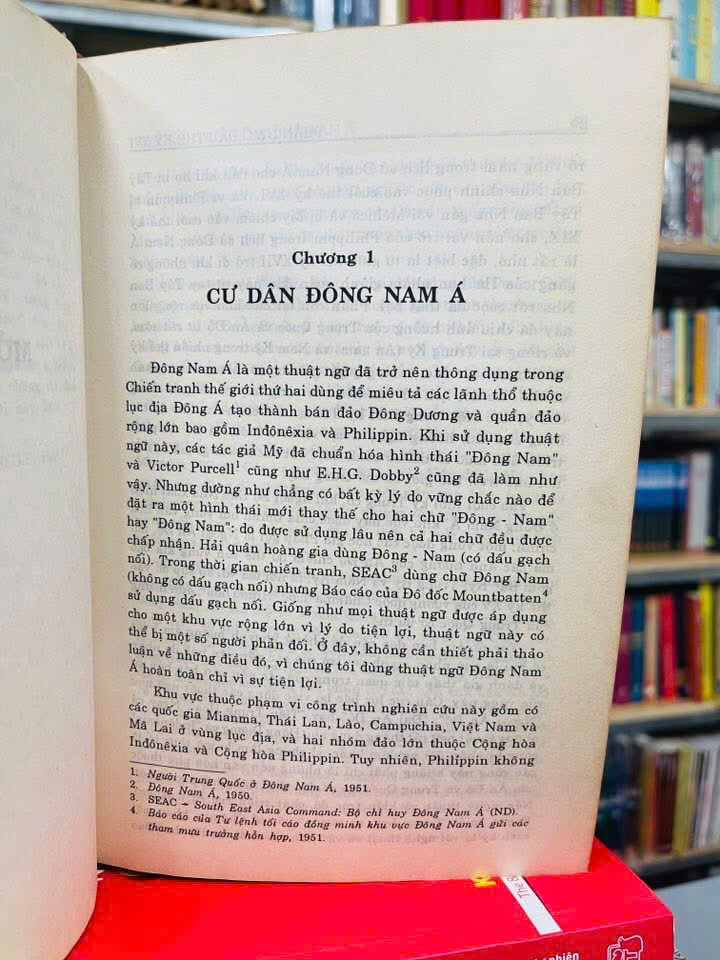 Chương 1
CƯ DÂN ĐÔNG NAM Á
Đông Nam Á là một thuật ngữ đã trở nên thông dụng trong
Chiến tranh thế giới thứ hai dùng để miêu tả các lãnh thổ thuộc
lục địa Đông Á tạo thành bán đảo Đông Dương và quần đảo
rộng lớn bao gồm Inđônêxia và Philippin. Khi sử dụng thuật
ngữ này, các tác giả Mỹ đã chuẩn hóa hình thái "Đông Nam"
và Victor Purcell¹ cũng như E.H.G. Dobby² cũng đã làm như
vậy. Nhưng dường như chẳng có bất kỳ lý do vững chắc nào để
đặt ra một hình thái mới thay thế cho hai chữ "Đông - Nam"
hay "Đông Nam": do được sử dụng lâu nên cả hai chữ đều được
chấp nhận. Hải quân hoàng gia dùng Đông - Nam (có dấu gạch
nối). Trong thời gian chiến tranh, SEAC³ dùng chữ Đông Nam
(không có dấu gạch nối) nhưng Báo cáo của Đô đốc Mountbatten⁴
sử dụng dấu gạch nối. Giống như mọi thuật ngữ được áp dụng
cho một khu vực rộng lớn vì lý do tiện lợi, thuật ngữ này có
thể bị một số người phản đối. Ở đây, không cần thiết phải thảo
luận về những điều đó, vì chúng tôi dùng thuật ngữ Đông Nam
Á hoàn toàn chỉ vì sự tiện lợi.
Khu vực thuộc phạm vi công trình nghiên cứu này gồm có
các quốc gia Mianma, Thái Lan, Lào, Campuchia, Việt Nam và
Mã Lai ở vùng lục địa, và hai nhóm đảo lớn thuộc Cộng hòa
Inđônêxia và Cộng hòa Philippin. Tuy nhiên, Philippin không
1. Người Trung Quốc ở Đông Nam Á, 1951.
2. Đông Nam Á, 1950.
3. SEAC - South East Asia Command: Bộ chỉ huy Đông Nam Á (ND).
4. Báo cáo của Tư lệnh tối cáo đồng minh khu vực Đông Nam Á gửi các
tham mưu trưởng hỗn hợp, 1951.